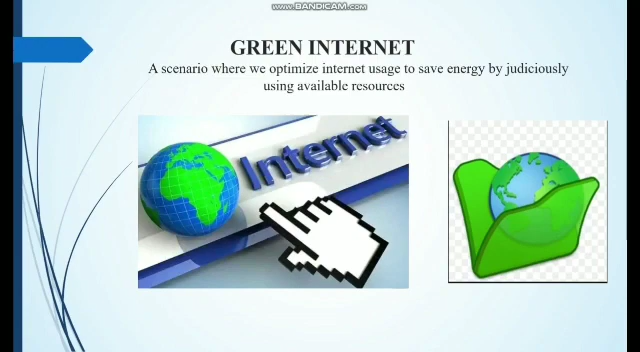 www.BANDICAM.com
GREEN INTERNET
A scenario where we optimize internet usage to save energy by judiciously
using available resources
Internet